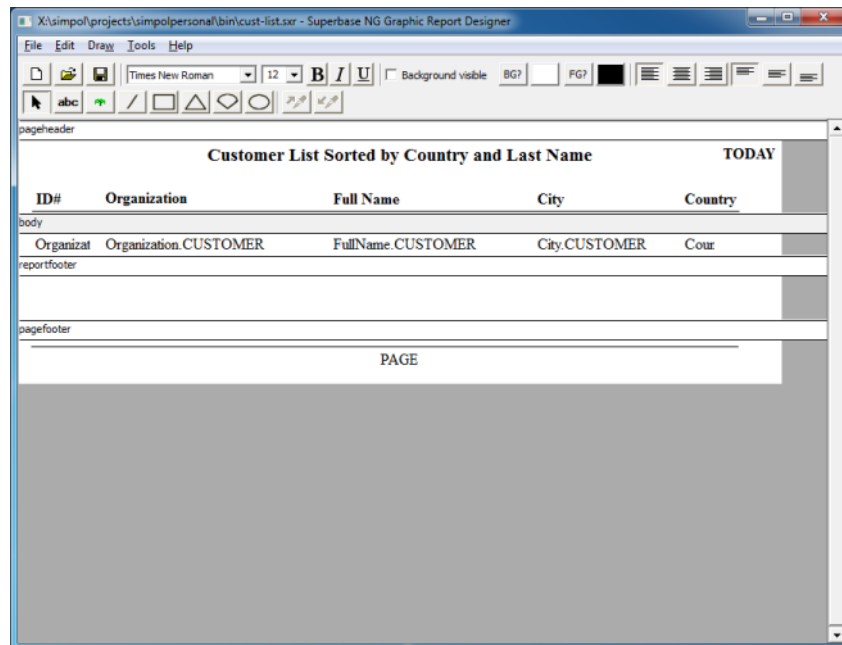 X:\simpol\projects\simpolpersonal\bin\cust-list.sxr - Superbase NG Graphic Report Designer
File Edit Draw Tools Help
Times New Roman 12 B I U Background visible BG? FG?
abc
pageheader
Customer List Sorted by Country and Last Name TODAY
ID# Organization Full Name City Country
body
Organizat Organization.CUSTOMER FullName.CUSTOMER City.CUSTOMER Cour
reportfooter
pagefooter
PAGE